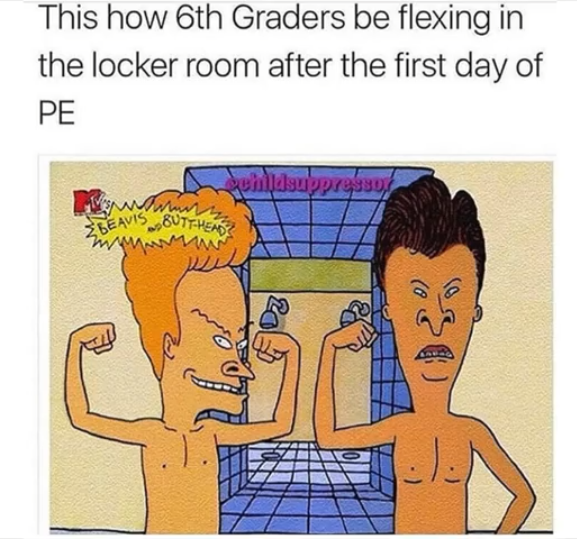 This how 6th Graders be flexing in
the locker room after the first day of
PE
@childsuppressor
MTV's
BEAVIS AND BUTT-HEAD